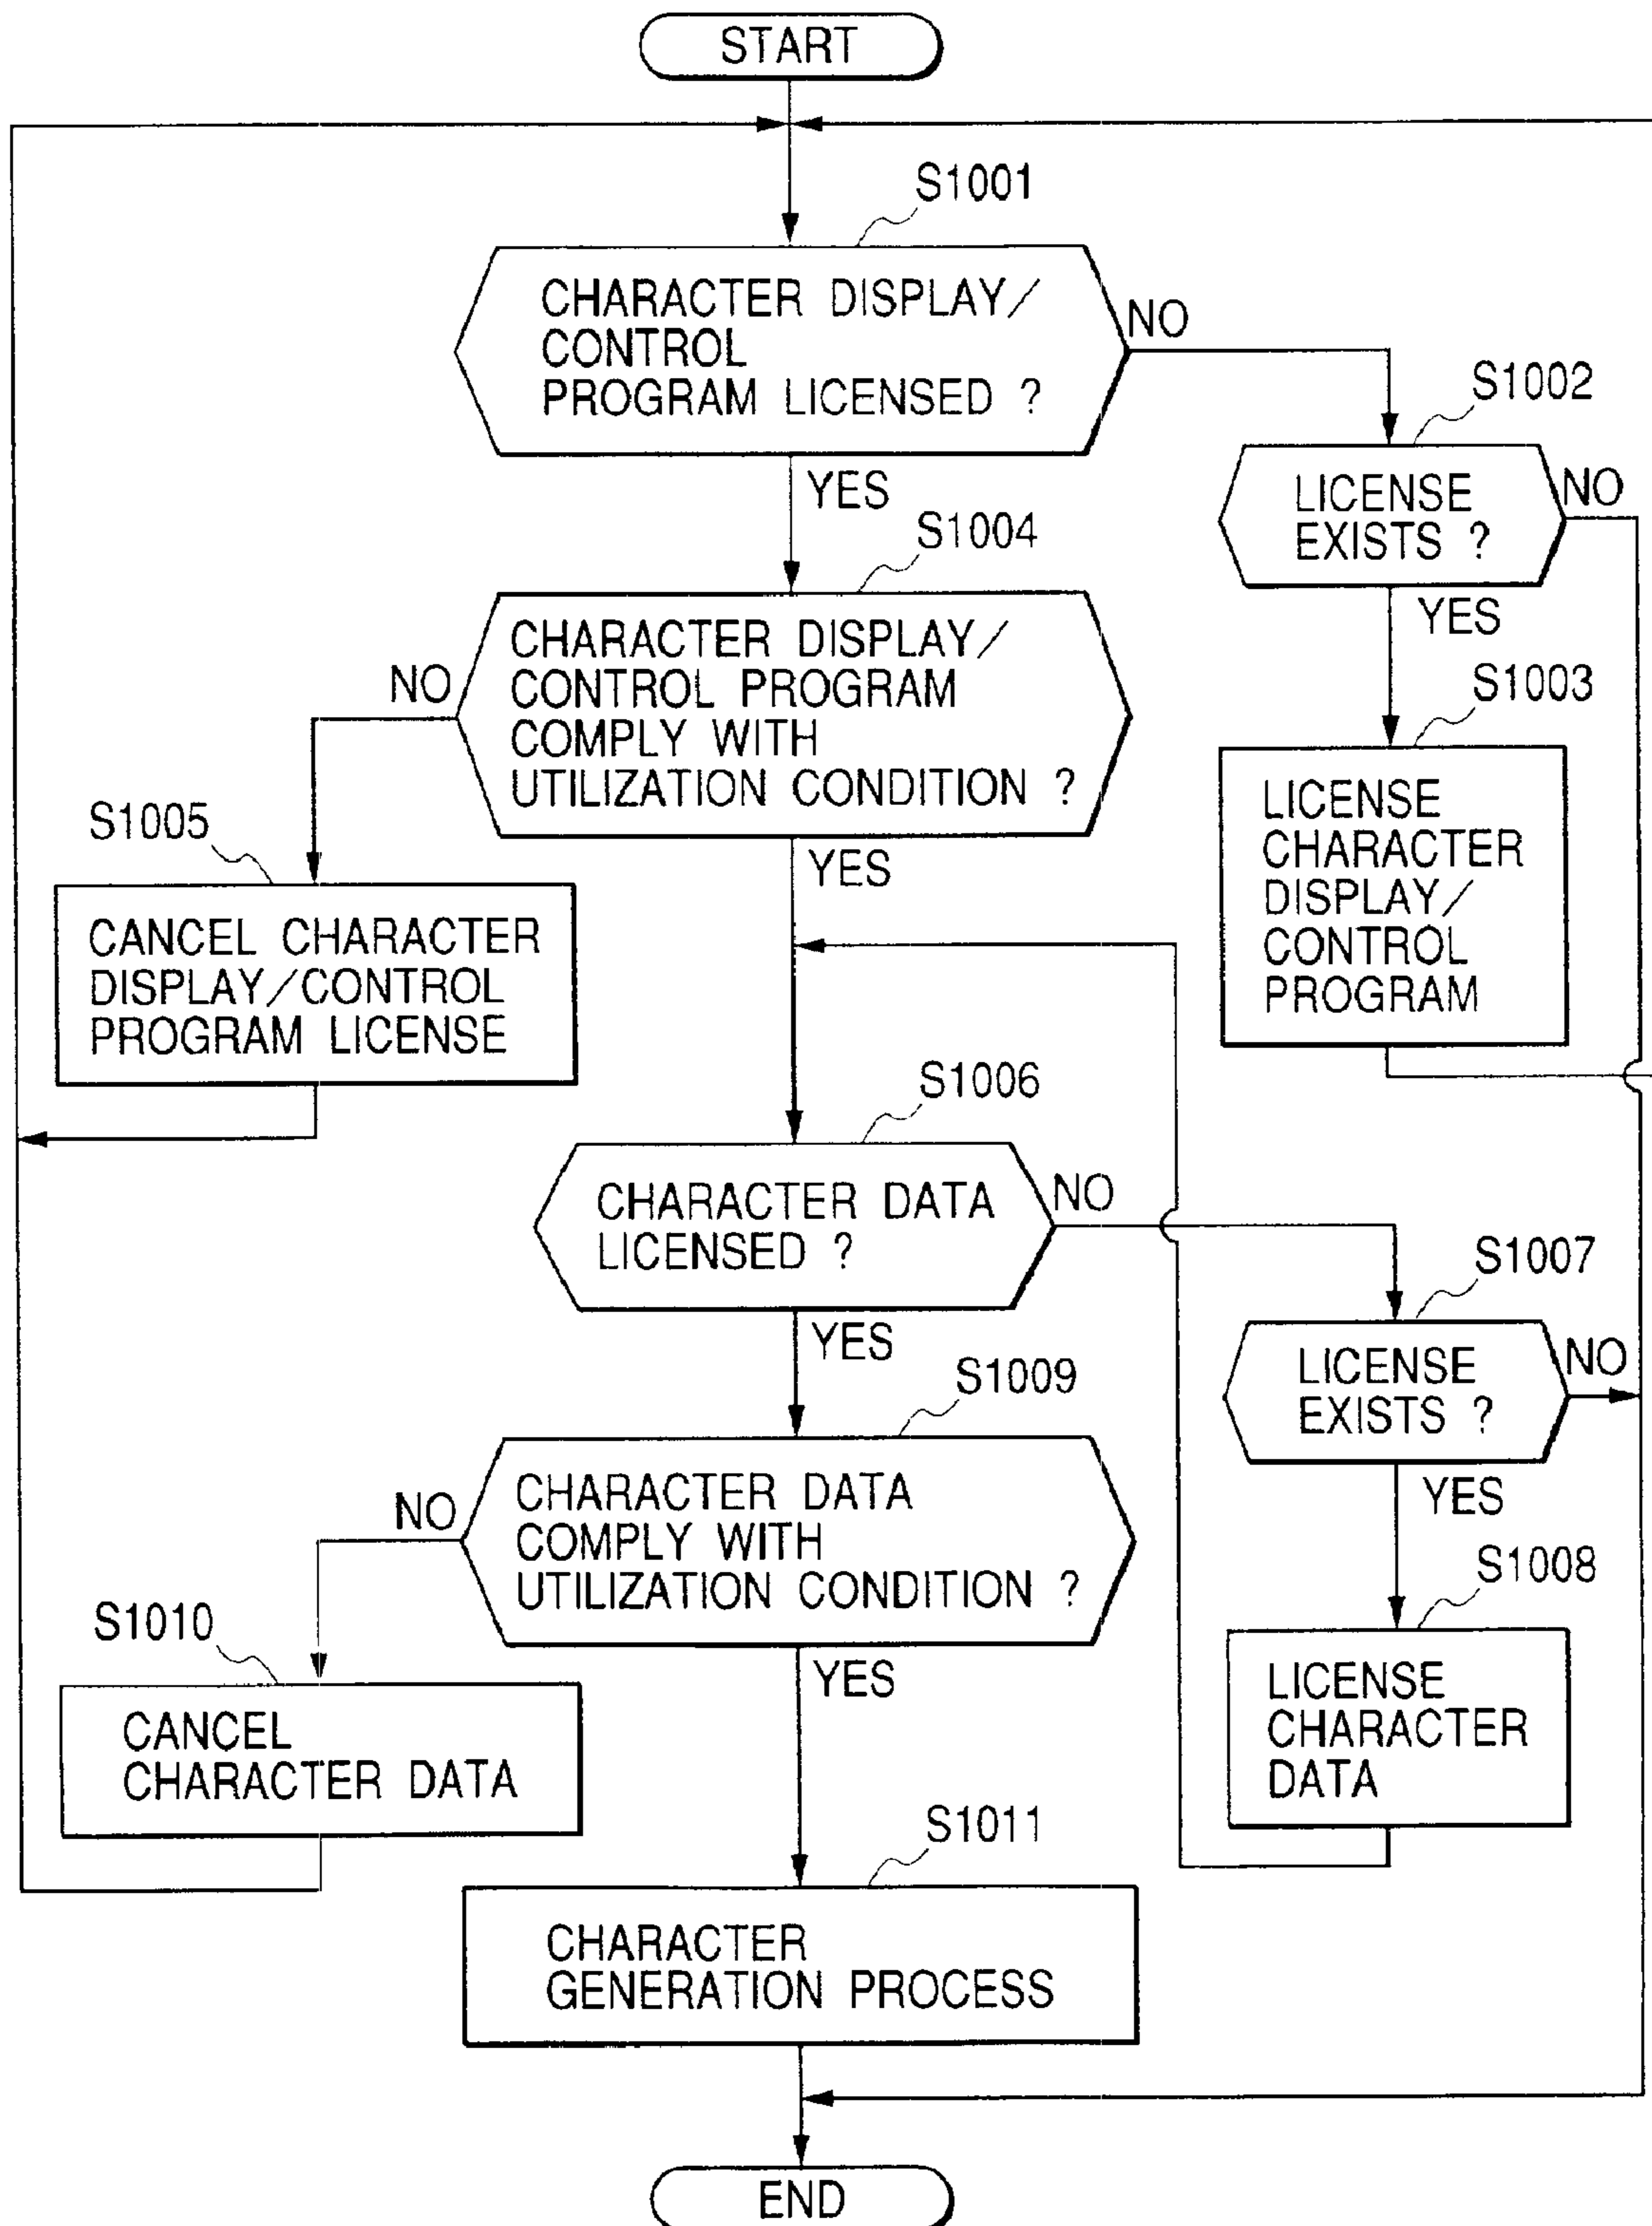 START
S1001
CHARACTER DISPLAY/
CONTROL
PROGRAM LICENSED ?
NO
YES
S1002
LICENSE
EXISTS ?
NO
YES
S1003
LICENSE
CHARACTER
DISPLAY/
CONTROL
PROGRAM
S1004
CHARACTER DISPLAY/
CONTROL PROGRAM
COMPLY WITH
UTILIZATION CONDITION ?
NO
YES
S1005
CANCEL CHARACTER
DISPLAY/CONTROL
PROGRAM LICENSE
S1006
CHARACTER DATA
LICENSED ?
NO
YES
S1007
LICENSE
EXISTS ?
NO
YES
S1008
LICENSE
CHARACTER
DATA
S1009
CHARACTER DATA
COMPLY WITH
UTILIZATION CONDITION ?
NO
YES
S1010
CANCEL
CHARACTER DATA
S1011
CHARACTER
GENERATION PROCESS
END